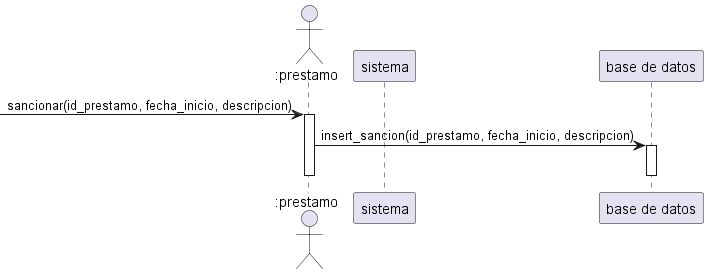 :prestamo
sistema
base de datos
sancionar(id_prestamo, fecha_inicio, descripcion)
insert_sancion(id_prestamo, fecha_inicio, descripcion)
:prestamo
sistema
base de datos